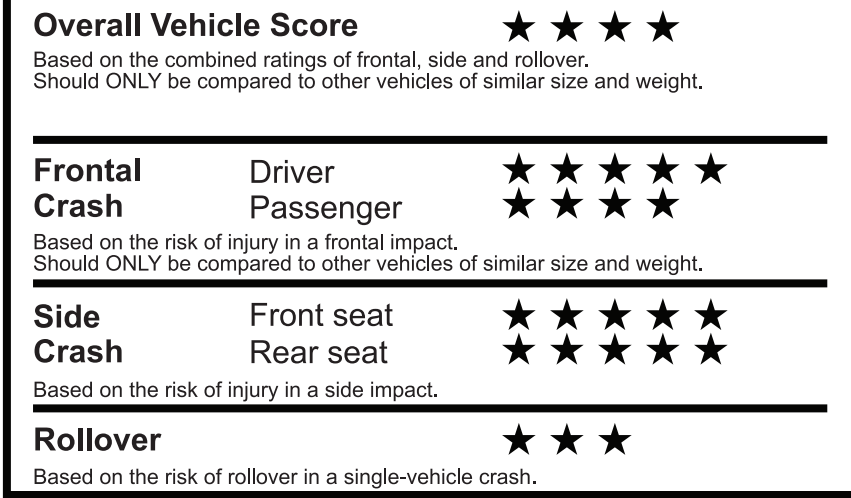 Overall Vehicle Score ★ ★ ★ ★
Based on the combined ratings of frontal, side and rollover.
Should ONLY be compared to other vehicles of similar size and weight.
Frontal Driver ★ ★ ★ ★ ★
Crash Passenger ★ ★ ★ ★
Based on the risk of injury in a frontal impact.
Should ONLY be compared to other vehicles of similar size and weight.
Side Front seat ★ ★ ★ ★ ★
Crash Rear seat ★ ★ ★ ★ ★
Based on the risk of injury in a side impact.
Rollover ★ ★ ★
Based on the risk of rollover in a single-vehicle crash.